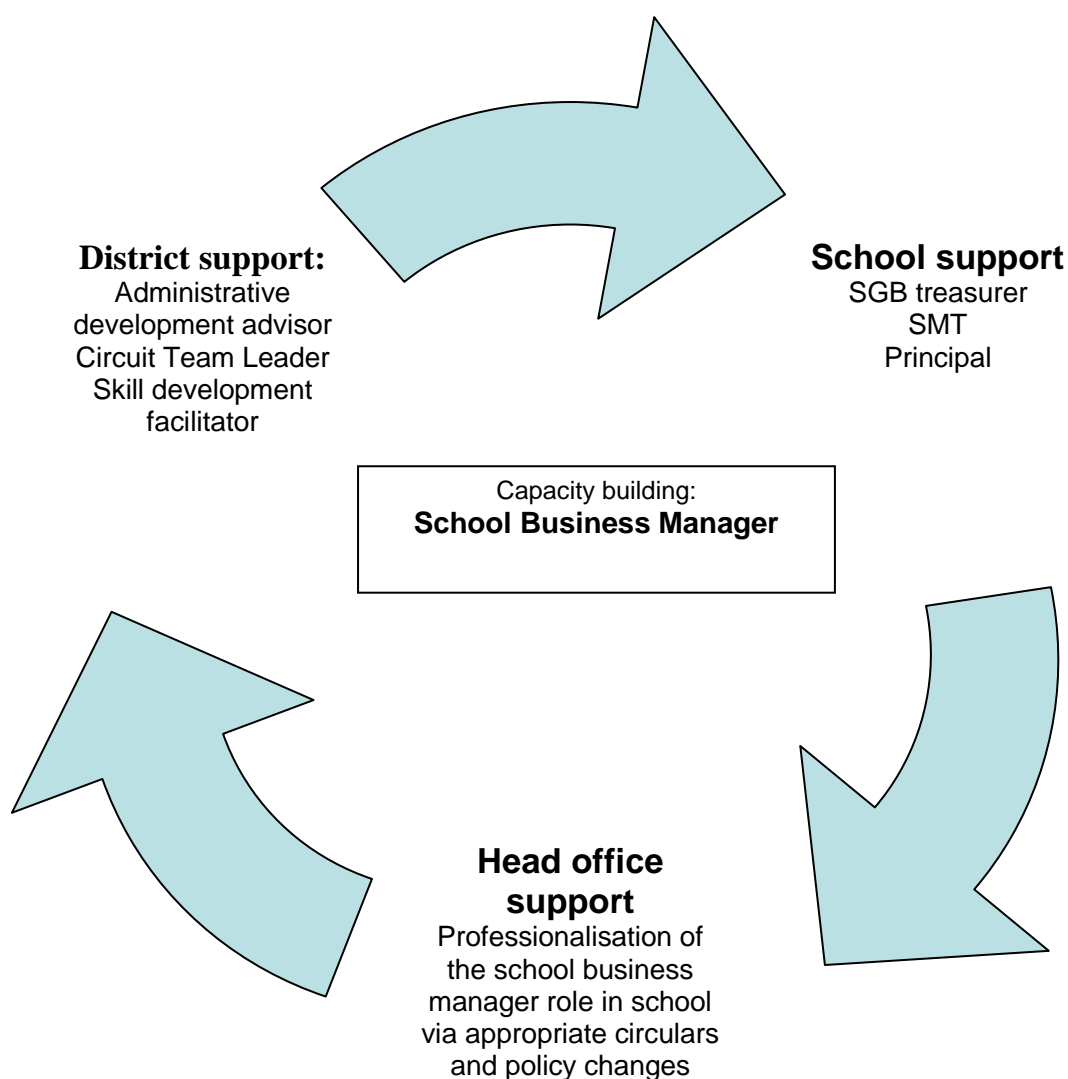 District support:
Administrative
development advisor
Circuit Team Leader
Skill development
facilitator
School support
SGB treasurer
SMT
Principal
Capacity building:
School Business Manager
Head office
support
Professionalisation of
the school business
manager role in school
via appropriate circulars
and policy changes